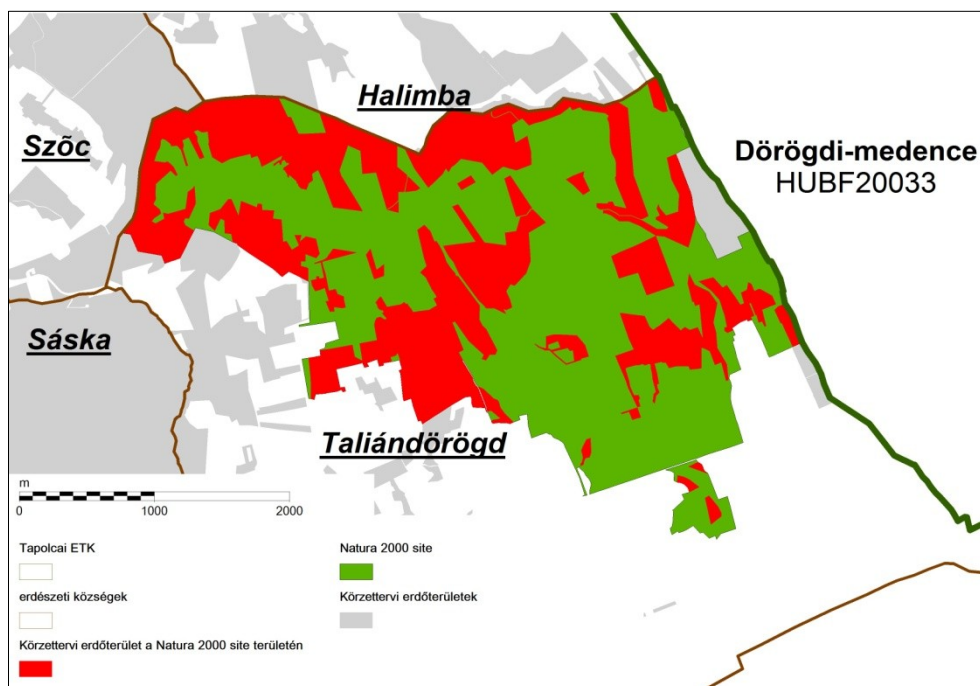 Halimba
Szõc
Dörögdi-medence
HUBF20033
Sáska
Taliándörögd
m
0 1000 2000
Tapolcai ETK
Natura 2000 site
erdészeti községek
Körzettervi erdőterületek
Körzettervi erdőterület a Natura 2000 site területén